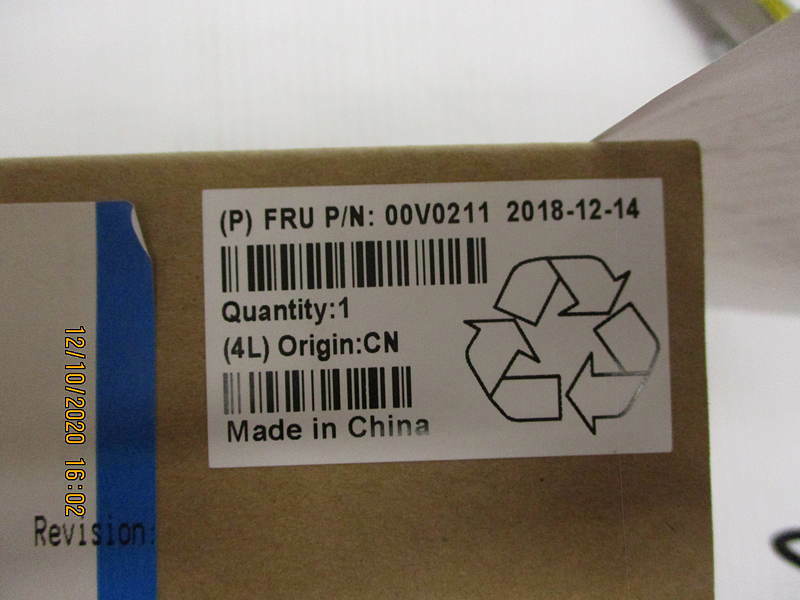 (P) FRU P/N: 00V0211 2018-12-14
Quantity:1
(4L) Origin:CN
Made in China
12/10/2020 16:02
Revision: